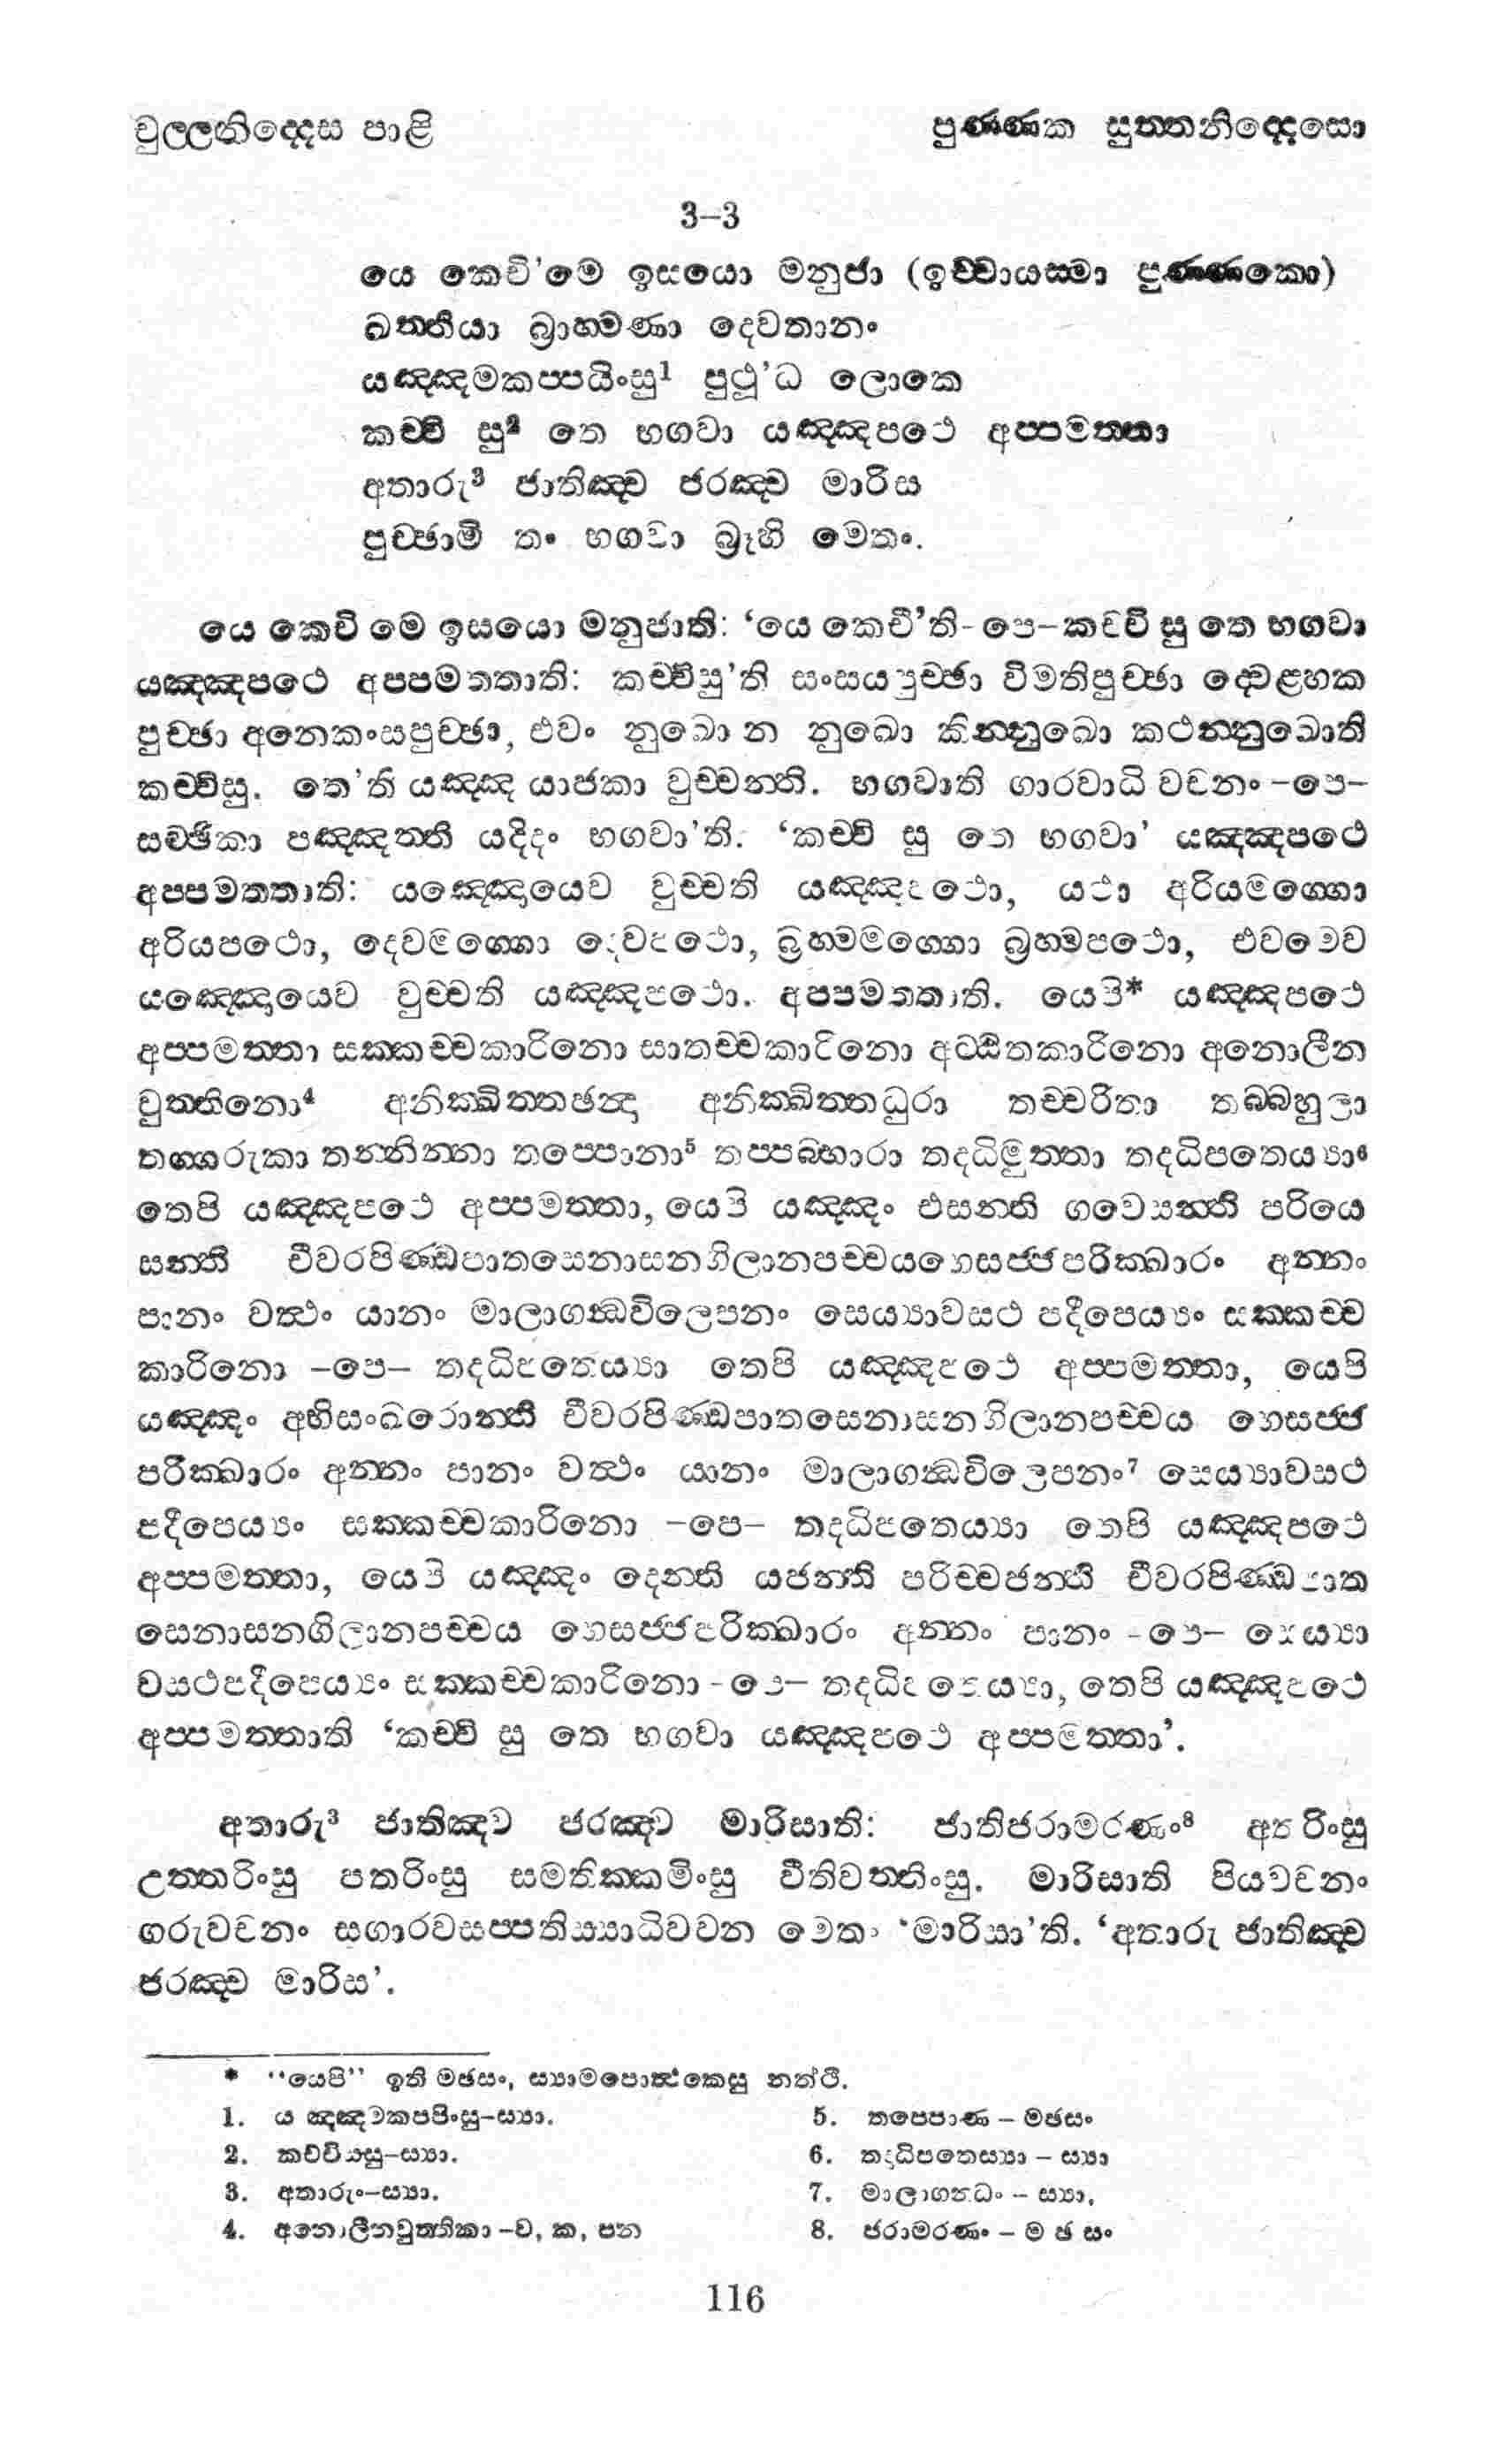 චුල්ලනිද්දෙස පාළි
පුණ්ණක සුත්තනිද්දෙසො
3–3
යෙ කෙචි'මෙ ඉසයො මනුජා (ඉච්චායස්මා පුණ්ණකො)
ඛත්තියා බ්‍රාහ්මණා දෙවතානං
යඤ්ඤමකප්පයිංසු1 පුථූ'ධ ලොකෙ
කච්චි සු2 තෙ භගවා යඤ්ඤපථෙ අප්පමත්තා
අතාරු3 ජාතිඤ්ච ජරඤ්ච මාරිස
පුච්ඡාමි තං භගවා බ්‍රූහි මෙතං.
යෙ කෙචි මෙ ඉසයො මනුජාති: ‘යෙ කෙචී’ති-පෙ–කච්චි සු තෙ භගවා
යඤ්ඤපථෙ අප්පමත්තාති: කච්චිසු'ති සංසයපුච්ඡා විමතිපුච්ඡා ද්වෙළ්හක
පුච්ඡා අනෙකංසපුච්ඡා, එවං නුඛො න නුඛො කින්නුඛො කථන්නුඛොති
කච්චිසු. තෙ'ති යඤ්ඤ යාජකා වුච්චන්ති. භගවාති ගාරවාධි වචනං –පෙ–
සච්ඡිකා පඤ්ඤත්ති යදිදං භගවා'ති. ‘කච්චි සු තෙ භගවා’ යඤ්ඤපථෙ
අප්පමත්තාති: යඤ්ඤොයෙව වුච්චති යඤ්ඤපථො, යථා අරියමග්ගො
අරියපථො, දෙවමග්ගො දෙවපථො, බ්‍රහ්මමග්ගො බ්‍රහ්මපථො, එවමෙව
යඤ්ඤොයෙව වුච්චති යඤ්ඤපථො. අප්පමත්තාති. යෙපි* යඤ්ඤපථෙ
අප්පමත්තා සක්කච්චකාරිනො සාතච්චකාරිනො අට්ඨිතකාරිනො අනොලීන
වුත්තිනො4 අනික්ඛිත්තඡන්දා අනික්ඛිත්තධුරා තච්චරිතා තබ්බහුලා
තග්ගරුකා තන්නින්නා තප්පොනා5 තප්පබ්භාරා තදධිමුත්තා තදධිපතෙය්‍යා6
තෙපි යඤ්ඤපථෙ අප්පමත්තා, යෙපි යඤ්ඤං එසන්ති ගවෙසන්ති පරියෙ
සන්ති චීවරපිණ්ඩපාතසෙනාසනගිලානපච්චයභෙසජ්ජපරික්ඛාරං අන්නං
පානං වත්ථං යානං මාලාගන්ධවිලෙපනං සෙය්‍යාවසථ පදීපෙය්‍යං සක්කච්ච
කාරිනො –පෙ– තදධිපතෙය්‍යා තෙපි යඤ්ඤපථෙ අප්පමත්තා, යෙපි
යඤ්ඤං අභිසංඛරොන්ති චීවරපිණ්ඩපාතසෙනාසනගිලානපච්චය භෙසජ්ජ
පරික්ඛාරං අන්නං පානං වත්ථං යානං මාලාගන්ධවිලෙපනං7 සෙය්‍යාවසථ
පදීපෙය්‍යං සක්කච්චකාරිනො –පෙ– තදධිපතෙය්‍යා තෙපි යඤ්ඤපථෙ
අප්පමත්තා, යෙපි යඤ්ඤං දෙන්ති යජන්ති පරිච්චජන්ති චීවරපිණ්ඩපාත
සෙනාසනගිලානපච්චය භෙසජ්ජපරික්ඛාරං අන්නං පානං –පෙ– සෙය්‍යා
වසථපදීපෙය්‍යං සක්කච්චකාරිනො –පෙ– තදධිපතෙය්‍යා, තෙපි යඤ්ඤපථෙ
අප්පමත්තාති ‘කච්චි සු තෙ භගවා යඤ්ඤපථෙ අප්පමත්තා’.
අතාරු3 ජාතිඤ්ච ජරඤ්ච මාරිසාති: ජාතිජරාමරණං8 අතරිංසු
උත්තරිංසු පතරිංසු සමතික්කමිංසු වීතිවත්තිංසු. මාරිසාති පියවචනං
ගරුවචනං සගාරවසප්පතිස්සාධිවචන මෙතං ‘මාරිසා’ති. ‘අතාරු ජාතිඤ්ච
ජරඤ්ච මාරිස’.
* ‘‘යෙපි’’ ඉති මඡසං, ස්‍යාමපොත්ථකෙසු නත්ථි.
1. යඤ්ඤමකප්පිංසු–ස්‍යා.
2. කච්චිස්සු–ස්‍යා.
3. අතාරුං–ස්‍යා.
4. අනොලීනවුත්තිකා –ව, ක, පන
5. තප්පොණ – මඡසං
6. තදාධිපතෙස්‍යා – ස්‍යා
7. මාලාගන්ධං – ස්‍යා,
8. ජරාමරණං – ම ඡ සං
116